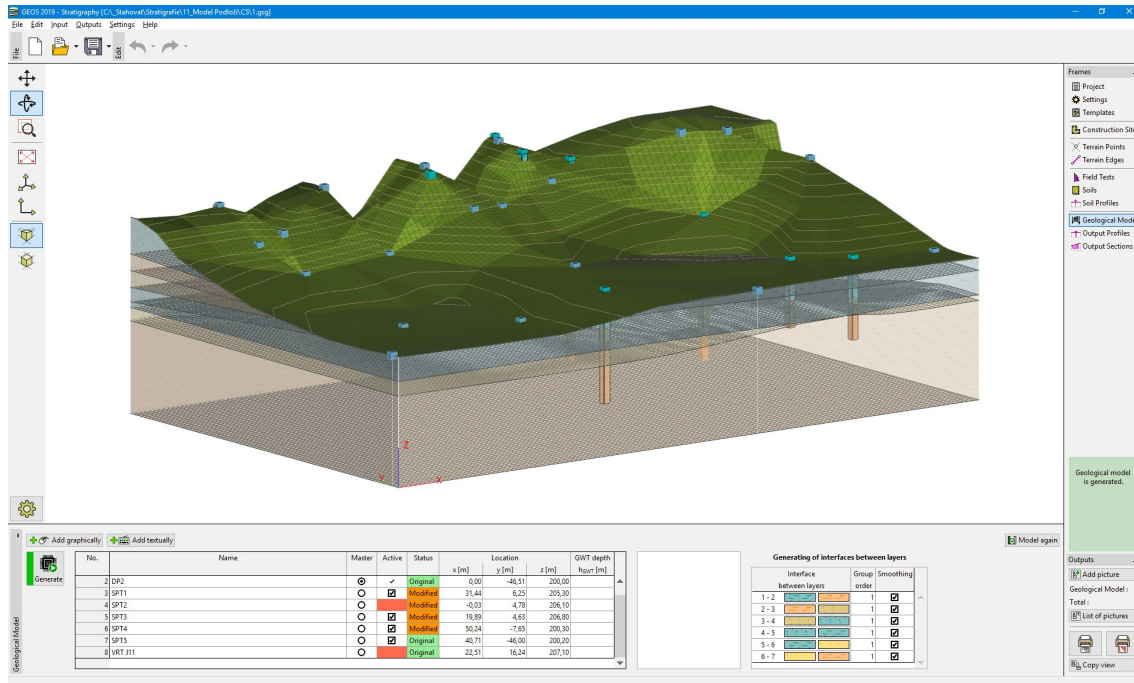 GEO5 2019 - Stratigraphy [C:\_Stahovat\Stratigrafie\11_Model Podloží\CS\1.gsg]
File Edit Input Outputs Settings Help
File
Edit
Frames
Project
Settings
Templates
Construction Sit
Terrain Points
Terrain Edges
Field Tests
Soils
Soil Profiles
Geological Mode
Output Profiles
Output Sections
Z
Y
X
Geological model
is generated.
Add graphically Add textually
Model again
Generate
Geological Model
No. Name Master Active Status Location GWT depth
x [m] y [m] z [m] hGWT [m]
2 DP2 Original 0,00 -46,51 200,00
3 SPT1 Modified 31,44 6,25 205,30
4 SPT2 Modified -0,03 4,78 206,10
5 SPT3 Modified 19,89 4,63 206,80
6 SPT4 Modified 50,24 -7,65 200,30
7 SPT5 Original 40,71 -46,00 200,20
8 VRT J11 Original 22,51 16,24 207,10
Generating of interfaces between layers
Interface Group Smoothing
between layers order
1 - 2 1
2 - 3 1
3 - 4 1
4 - 5 1
5 - 6 1
6 - 7 1
Outputs
Add picture
Geological Model :
Total :
List of pictures
Copy view